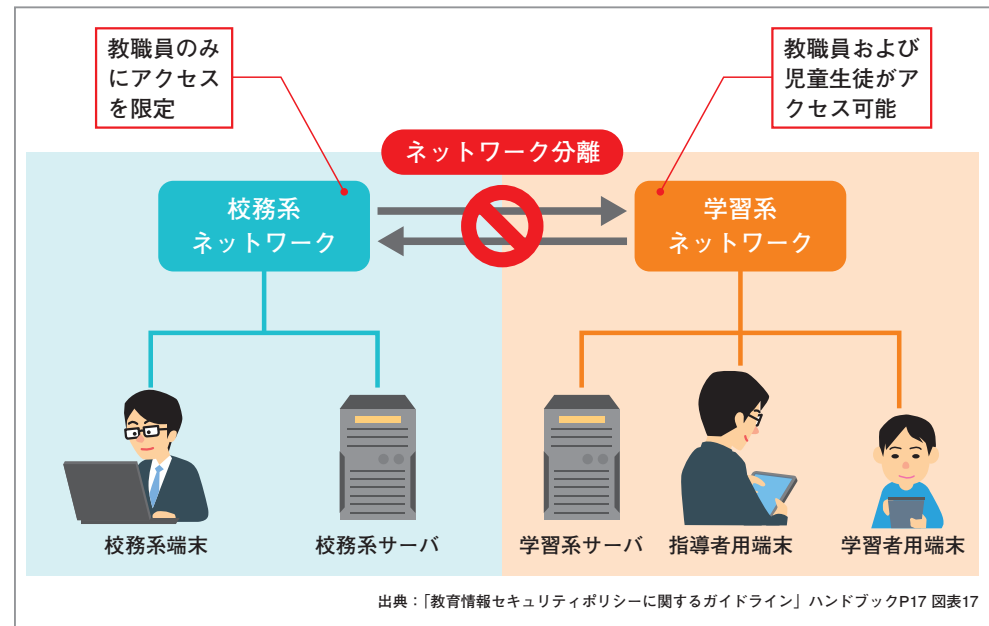 教職員のみ
にアクセス
を限定
教職員および
児童生徒がア
クセス可能
ネットワーク分離
校務系
ネットワーク
学習系
ネットワーク
校務系端末
校務系サーバ
学習系サーバ
指導者用端末
学習者用端末
出典：「教育情報セキュリティポリシーに関するガイドライン」ハンドブックP17 図表17